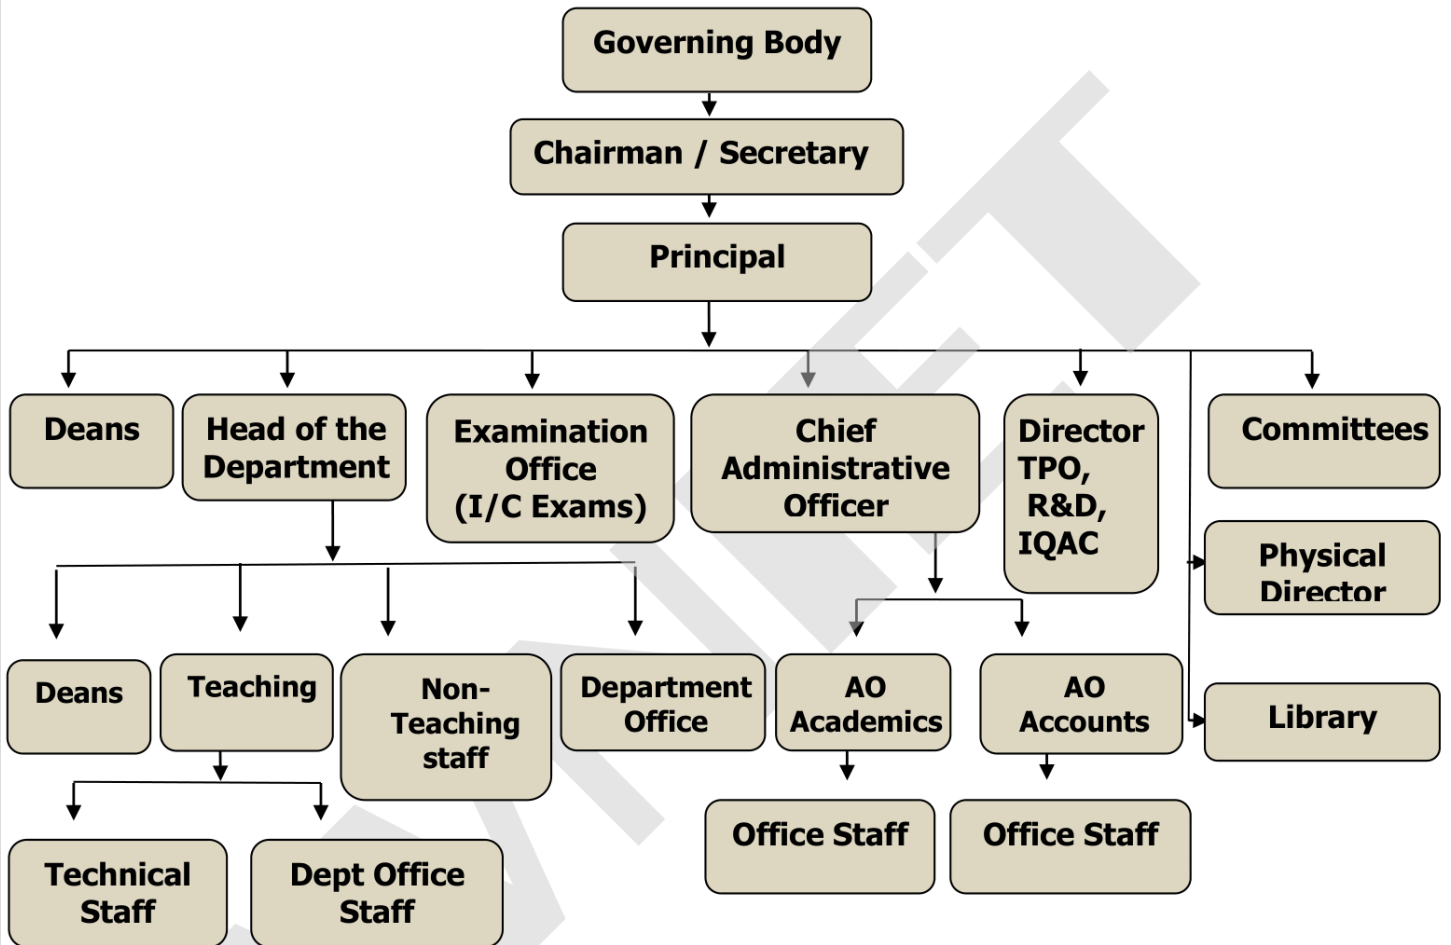 Governing Body
Chairman / Secretary
Principal
Deans
Head of the
Department
Examination
Office
(I/C Exams)
Chief
Administrative
Officer
Director
TPO,
R&D,
IQAC
Committees
Physical
Director
Library
Deans
Teaching
Non-
Teaching
staff
Department
Office
AO
Academics
AO
Accounts
Technical
Staff
Dept Office
Staff
Office Staff
Office Staff